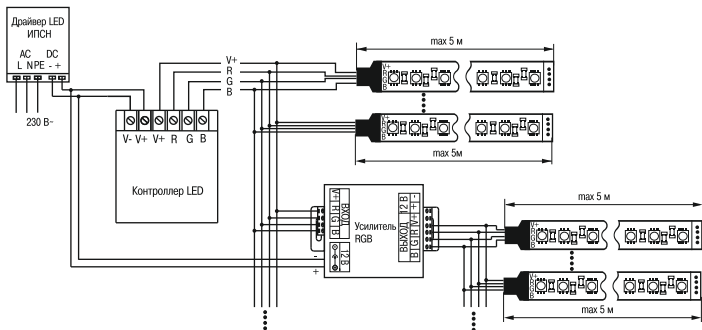 Драйвер LED
ИПСН
AC DC
L N PE - +
230 В~
V- V+ V+ R G B
Контроллер LED
V+
R
G
B
max 5 м
V+
R
G
B
max 5м
V+
R
G
B
V+ R G B
ВХОД
12 В
Усилитель
RGB
12 В - +
ВЫХОД
B G R V+
-
+
max 5 м
V+
R
G
B
max 5 м
V+
R
G
B